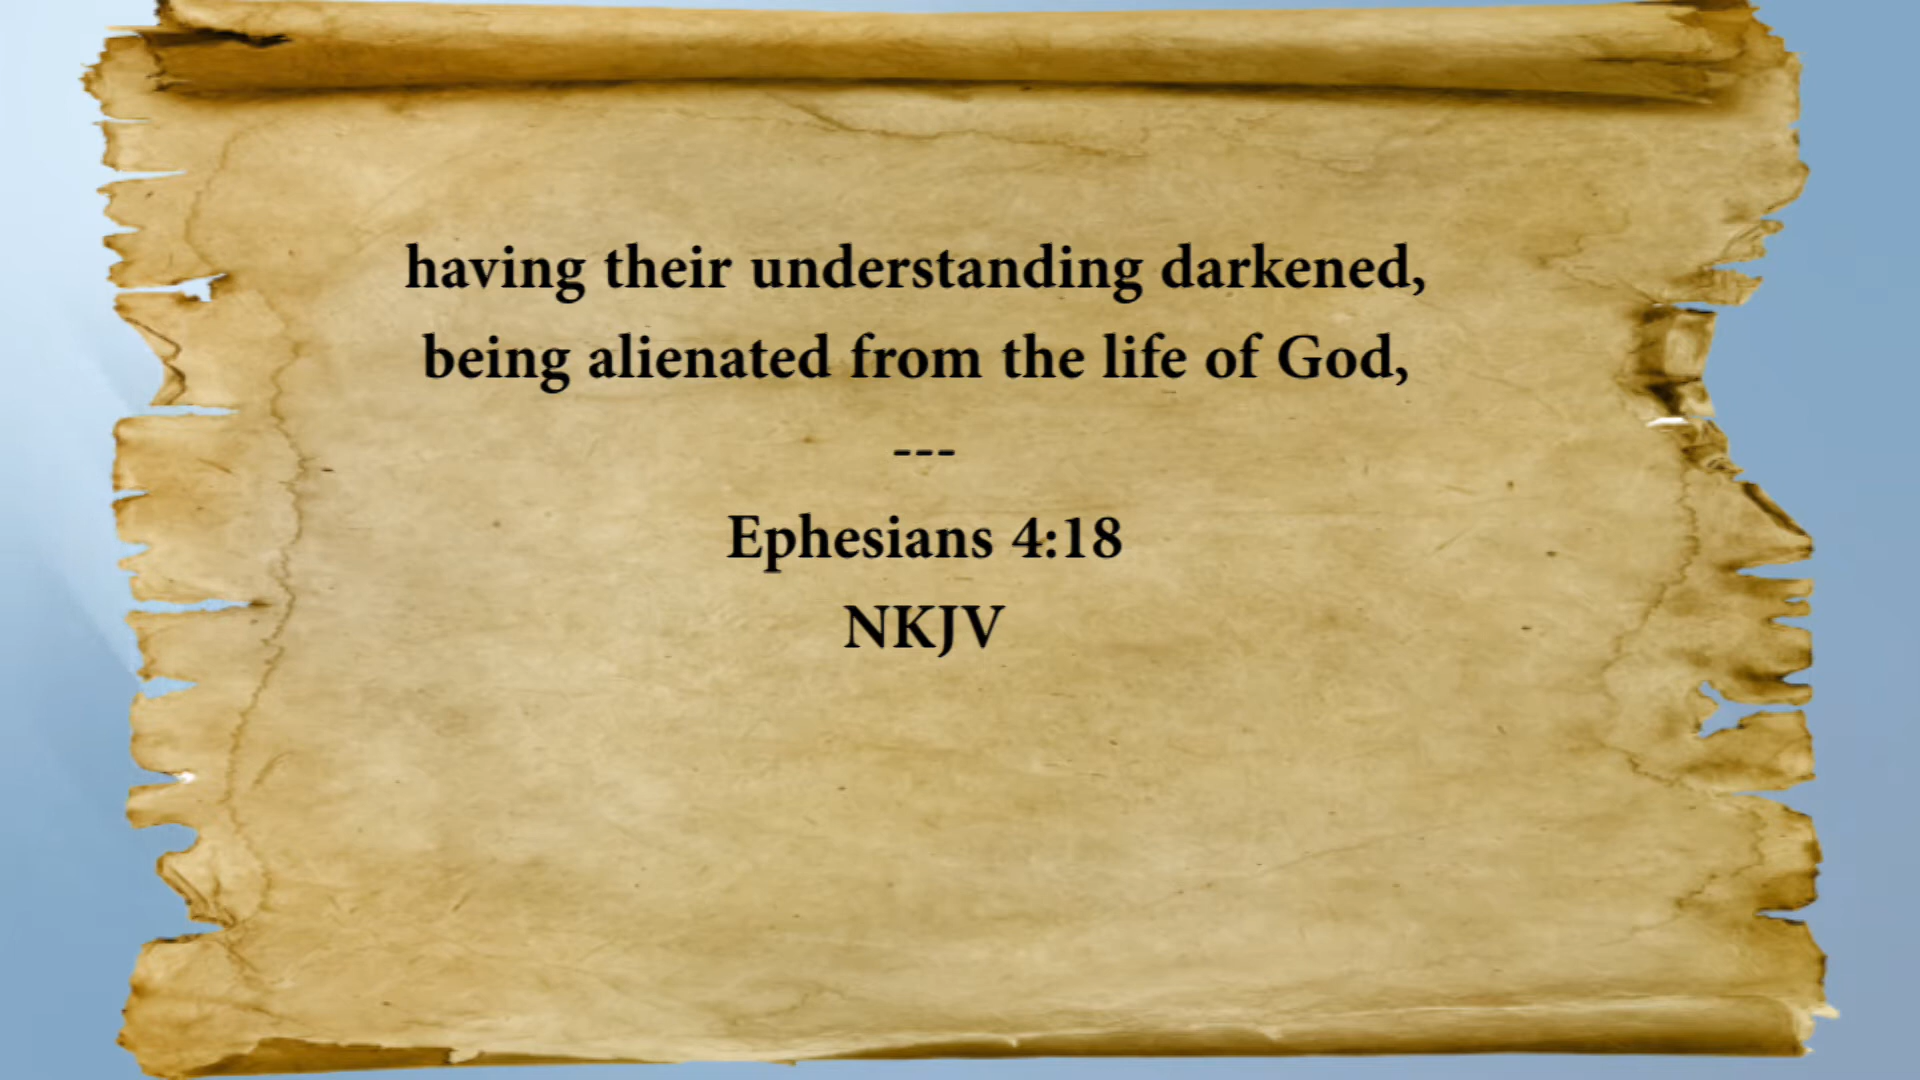 having their understanding darkened,
being alienated from the life of God,
---
Ephesians 4:18
NKJV